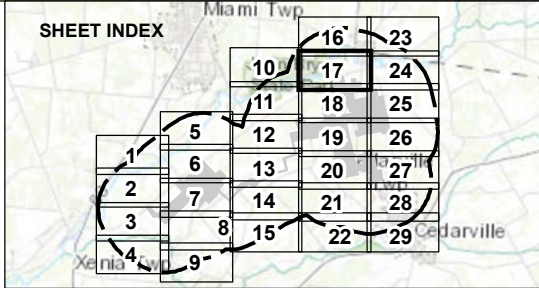 Miami Twp
SHEET INDEX
16 23
10 17 24
11 18 25
5 12 19 26
1 6 13 20 27
2 7 14 21 28
3 8 15 22 29
4 9
Cedarville
Xenia Twp